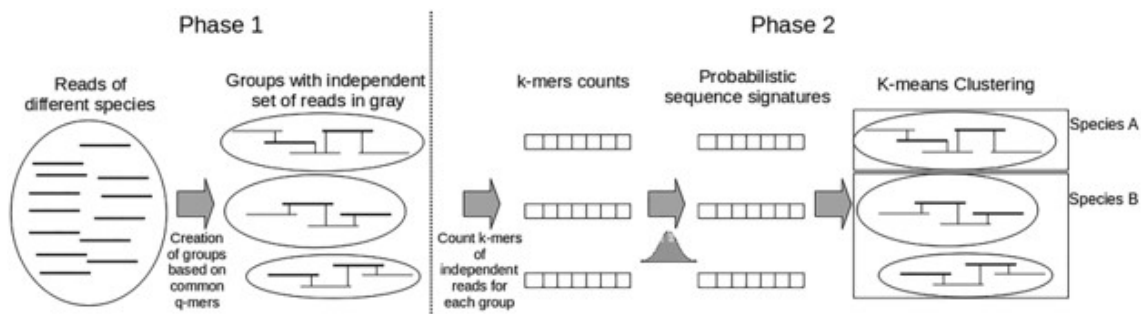 Phase 1
Phase 2
Reads of
different species
Groups with independent
set of reads in gray
k-mers counts
Probabilistic
sequence signatures
K-means Clustering
Species A
Species B
Creation
of groups
based on
common
q-mers
Count k-mers
of
independent
reads for
each group